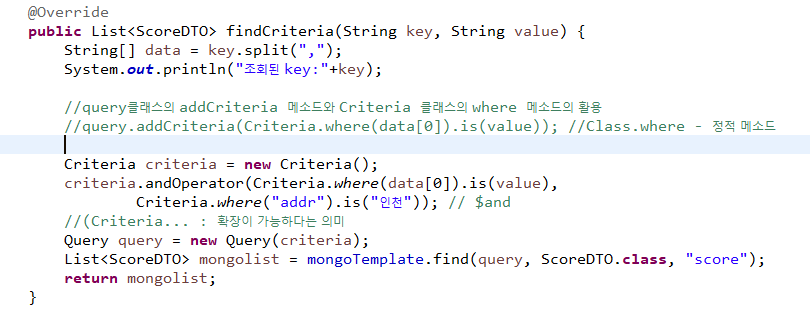 @Override
public List<ScoreDTO> findCriteria(String key, String value) {
String[] data = key.split(",");
System.out.println("조회된 key:"+key);
//query클래스의 addCriteria 메소드와 Criteria 클래스의 where 메소드의 활용
//query.addCriteria(Criteria.where(data[0]).is(value)); //Class.where - 정적 메소드
Criteria criteria = new Criteria();
criteria.andOperator(Criteria.where(data[0]).is(value),
Criteria.where("addr").is("인천")); // $and
//(Criteria... : 확장이 가능하다는 의미
Query query = new Query(criteria);
List<ScoreDTO> mongolist = mongoTemplate.find(query, ScoreDTO.class, "score");
return mongolist;
}